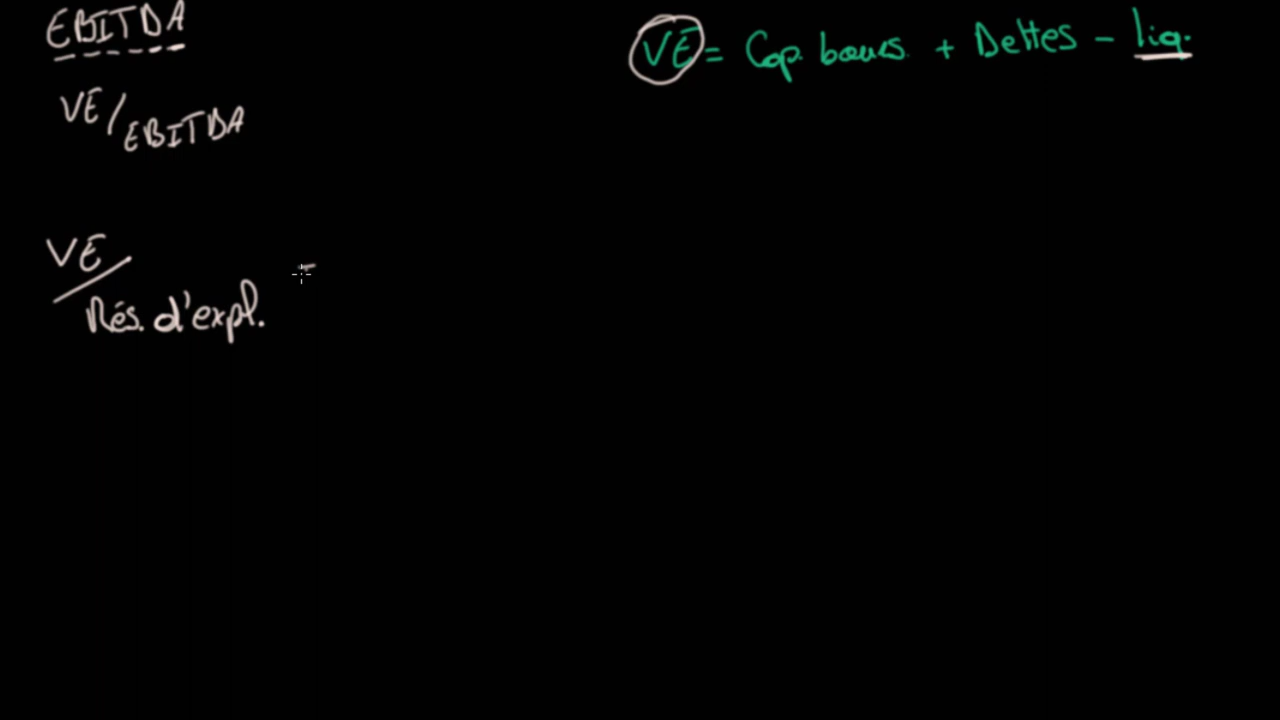 EBITDA
VE = Cap. bours. + Dettes - liq.
VE/EBITDA
VE/
Rés. d'expl.